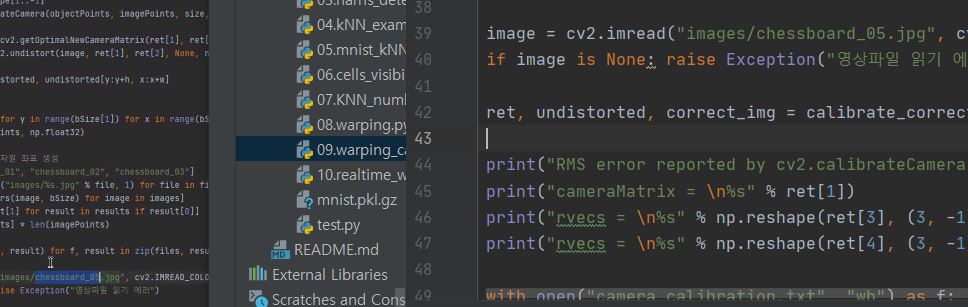 ateCamera(objectPoints, imagePoints, size,
cv2.getOptimalNewCameraMatrix(ret[1], ret[
2.undistort(image, ret[1], ret[2], None, n
storted, undistorted[y:y+h, x:x+w]
for y in range(bSize[1]) for x in range(bS
ints, np.float32)
자원 좌표 생성
_01", "chessboard_02", "chessboard_03"]
("images/%s.jpg" % file, 1) for file in fi
rs(image, bSize) for image in images]
t[1] for result in results if result[0]]
ts] * len(imagePoints)
, result) for f, result in zip(files, resu
images/chessboard_05.jpg", cv2.IMREAD_COLO
ise Exception("영상파일 읽기 에러")
04.kNN_exam
05.mnist_kNN
06.cells_visibi
07.KNN_num
08.warping.py
09.warping_ca
10.realtime_w
mnist.pkl.gz
test.py
README.md
External Libraries
Scratches and Cons
38
39 image = cv2.imread("images/chessboard_05.jpg", cv
40 if image is None: raise Exception("영상파일 읽기 에
41
42 ret, undistorted, correct_img = calibrate_correc
43
44 print("RMS error reported by cv2.calibrateCamera
45 print("cameraMatrix = \n%s" % ret[1])
46 print("rvecs = \n%s" % np.reshape(ret[3], (3, -1
47 print("rvecs = \n%s" % np.reshape(ret[4], (3, -1
48
49 with open("camera_calibration.txt", "wb") as f: